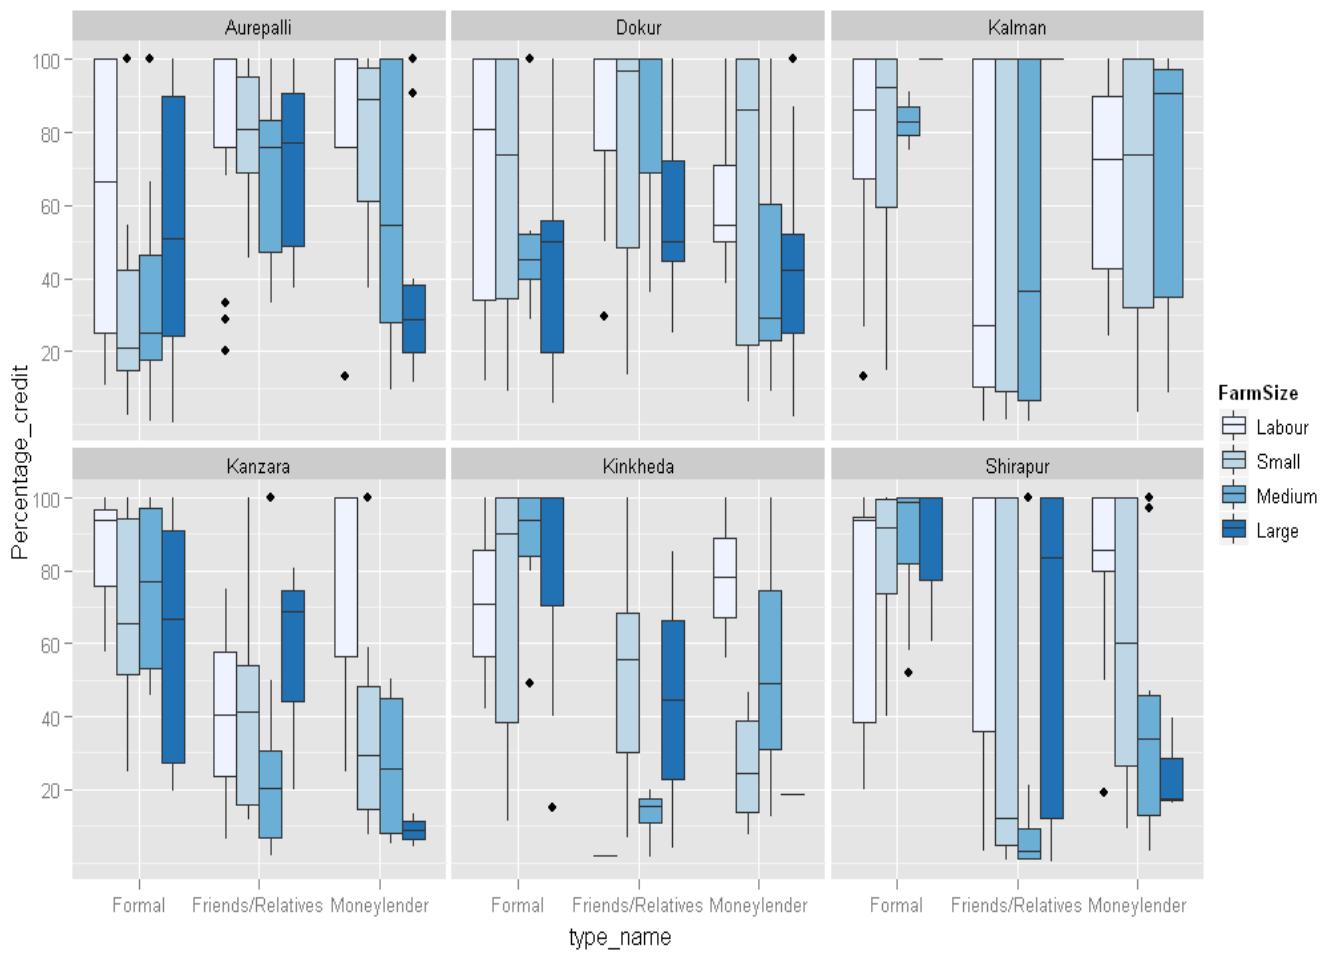 Aurepalli Dokur Kalman
100
80
60
40
20
Percentage_credit
Kanzara Kinkheda Shirapur
100
80
60
40
20
Formal Friends/Relatives Moneylender Formal Friends/Relatives Moneylender Formal Friends/Relatives Moneylender
type_name
FarmSize
Labour
Small
Medium
Large